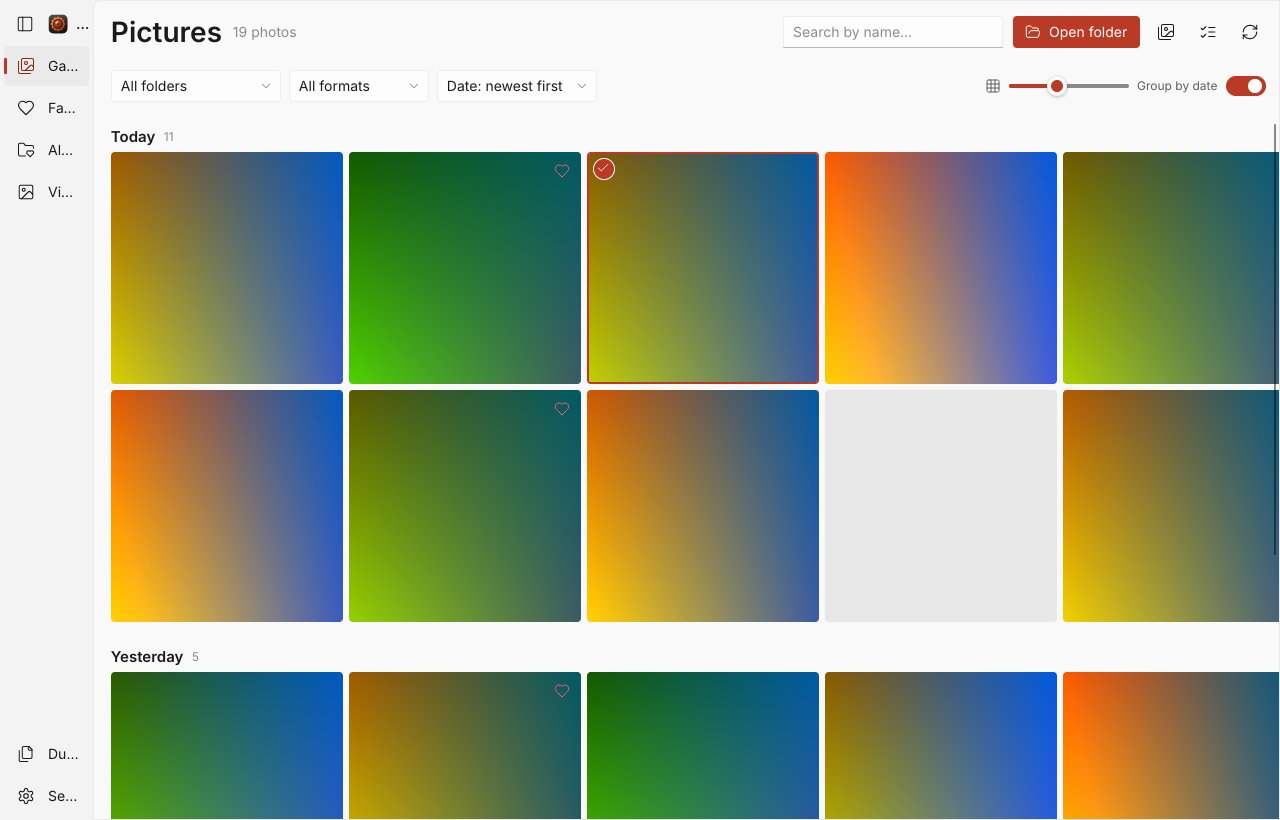 ...
Pictures 19 photos
Search by name...
Open folder
Ga...
Fa...
Al...
Vi...
All folders
All formats
Date: newest first
Group by date
Today 11
Yesterday 5
Du...
Se...